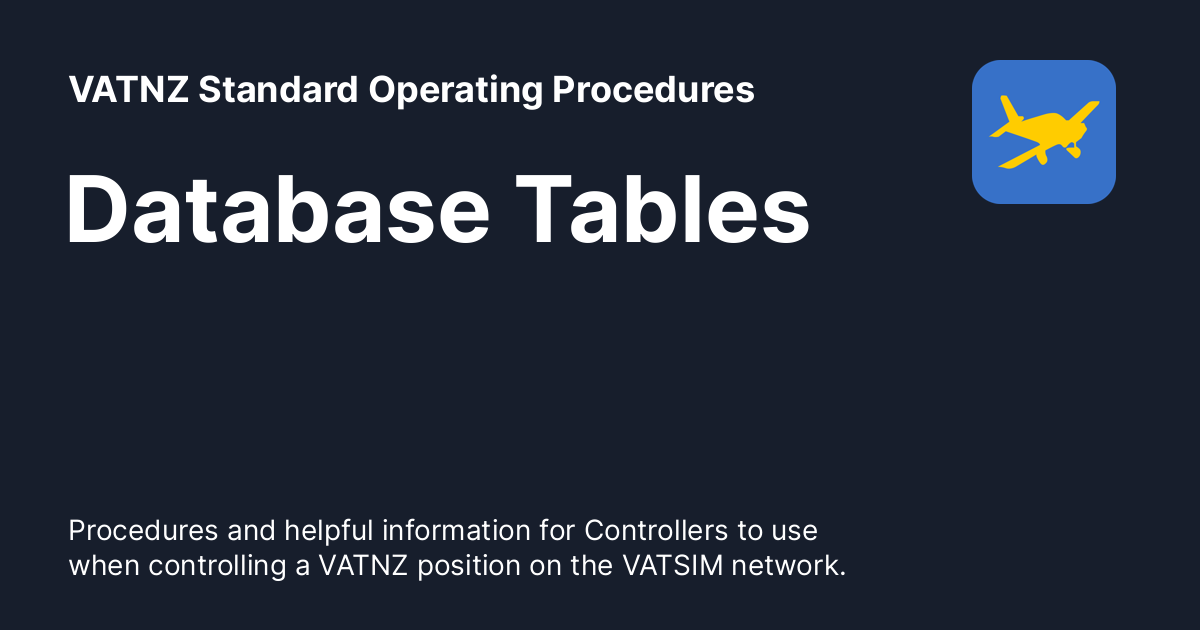 VATNZ Standard Operating Procedures
Database Tables
Procedures and helpful information for Controllers to use
when controlling a VATNZ position on the VATSIM network.